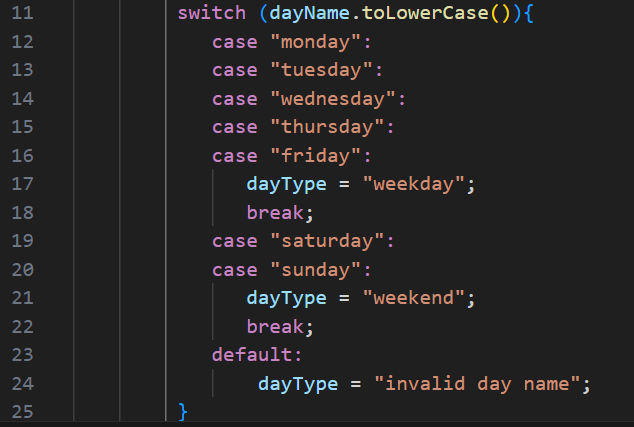 11 switch (dayName.toLowerCase()){
12 case "monday":
13 case "tuesday":
14 case "wednesday":
15 case "thursday":
16 case "friday":
17 dayType = "weekday";
18 break;
19 case "saturday":
20 case "sunday":
21 dayType = "weekend";
22 break;
23 default:
24 dayType = "invalid day name";
25 }